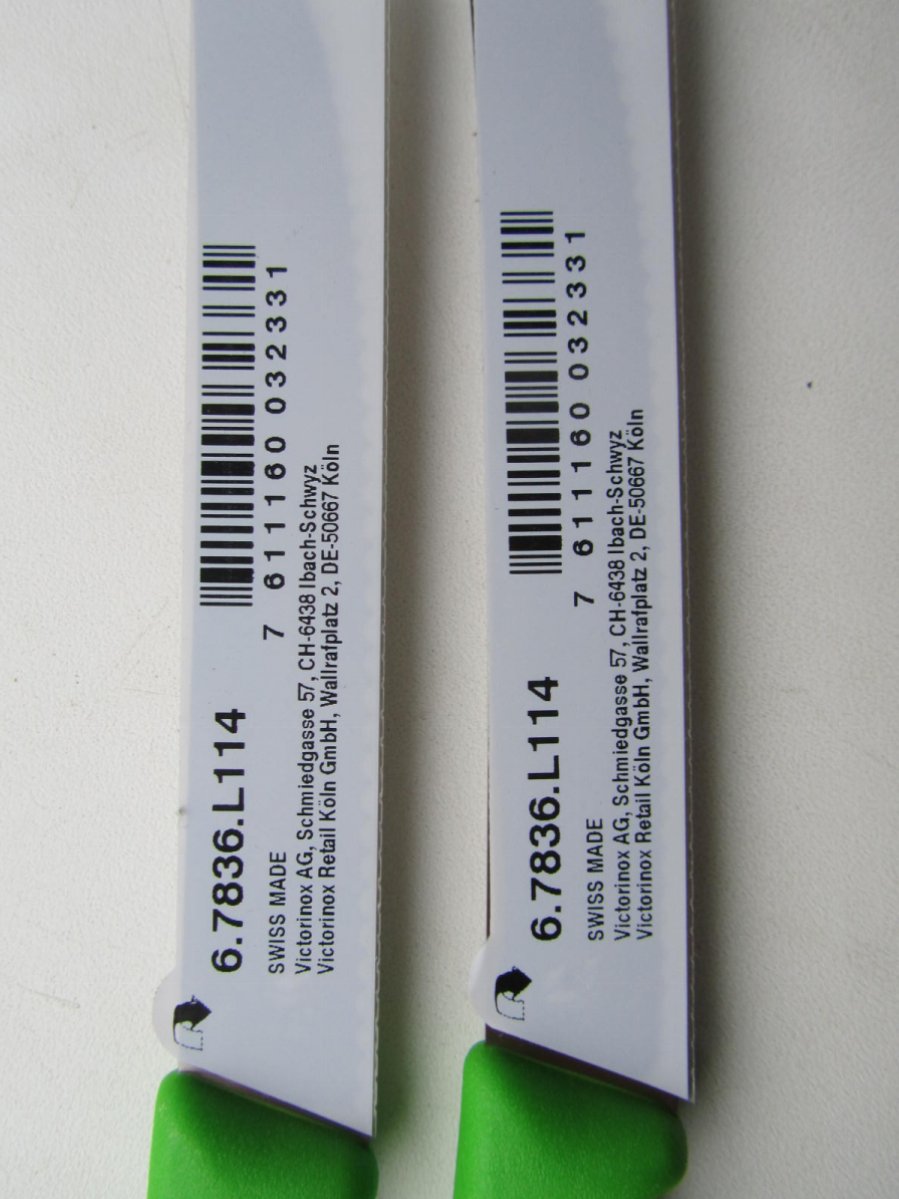 6.7836.L114
7 611160 032331
SWISS MADE
Victorinox AG, Schmiedgasse 57, CH-6438 Ibach-Schwyz
Victorinox Retail Köln GmbH, Wallrafplatz 2, DE-50667 Köln
6.7836.L114
7 611160 032331
SWISS MADE
Victorinox AG, Schmiedgasse 57, CH-6438 Ibach-Schwyz
Victorinox Retail Köln GmbH, Wallrafplatz 2, DE-50667 Köln